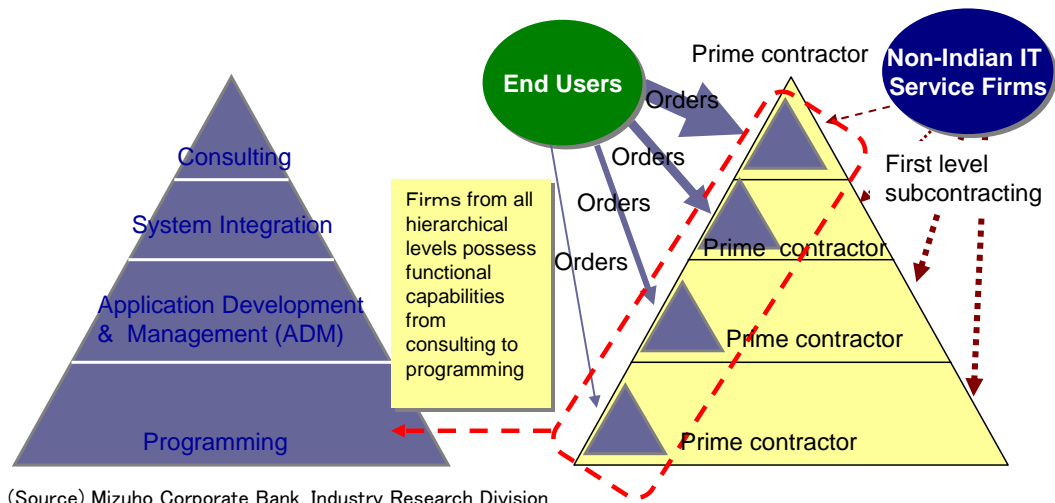 Consulting
System Integration
Application Development
& Management (ADM)
Programming
Firms from all
hierarchical
levels possess
functional
capabilities
from
consulting to
programming
End Users
Orders
Orders
Orders
Orders
Prime contractor
Prime contractor
Prime contractor
Prime contractor
Non-Indian IT
Service Firms
First level
subcontracting
(Source) Mizuho Corporate Bank, Industry Research Division